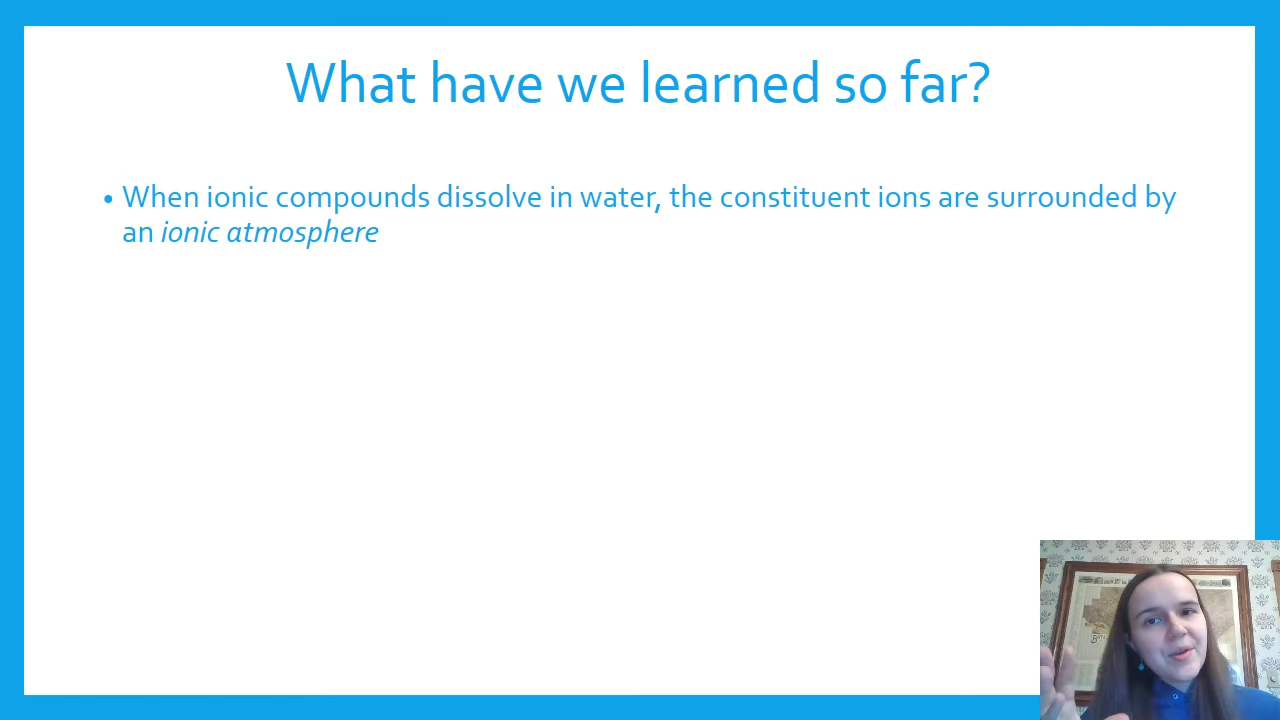 What have we learned so far?
• When ionic compounds dissolve in water, the constituent ions are surrounded by
an ionic atmosphere